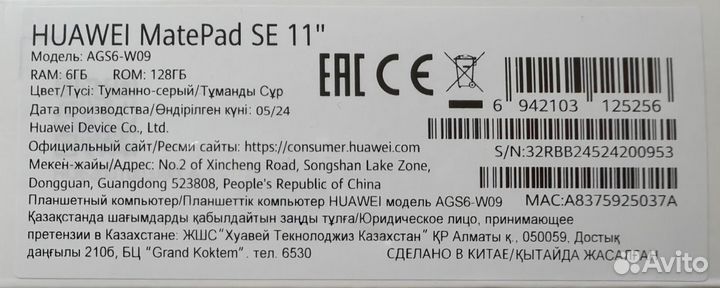 HUAWEI MatePad SE 11"
Модель: AGS6-W09
RAM: 6ГБ ROM: 128ГБ
Цвет/Түсі: Туманно-серый/Тұманды Сұр
Дата производства/Өндірілген күні: 05/24
Huawei Device Co., Ltd.
EAC CE
6 942103 125256
Официальный сайт/Ресми сайты: https://consumer.huawei.com
S/N:32RBB24524200953
Мекен-жайы/Адрес: No.2 of Xincheng Road, Songshan Lake Zone,
Dongguan, Guangdong 523808, People's Republic of China
Планшетный компьютер/Планшеттік компьютер HUAWEI модель AGS6-W09
MAC:A8375925037A
Қазақстанда шағымдарды қабылдайтын заңды тұлға/Юридическое лицо, принимающее
претензии в Казахстане: ЖШС"Хуавей Текнолоджиз Казахстан" ҚР Алматы қ., 050059, Достық
даңғылы 210б, БЦ "Grand Koktem". тел. 6530
СДЕЛАНО В КИТАЕ/ҚЫТАЙДА ЖАСАЛҒАН
Avito